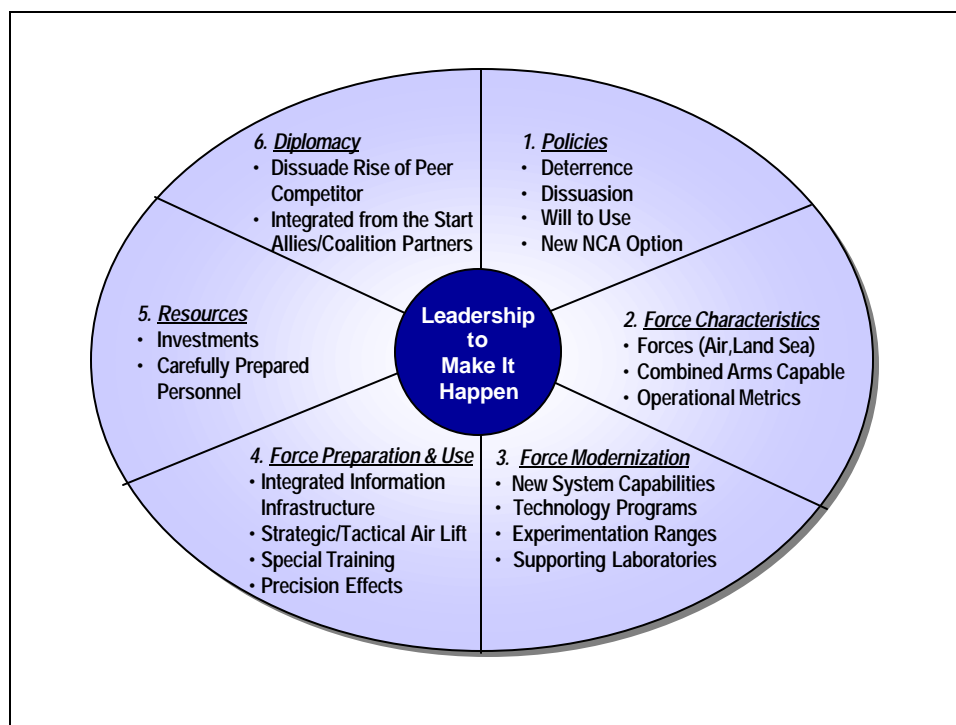 6. Diplomacy
• Dissuade Rise of Peer
Competitor
• Integrated from the Start
Allies/Coalition Partners
1. Policies
• Deterrence
• Dissuasion
• Will to Use
• New NCA Option
5. Resources
• Investments
• Carefully Prepared
Personnel
Leadership
to
Make It
Happen
2. Force Characteristics
• Forces (Air,Land Sea)
• Combined Arms Capable
• Operational Metrics
4. Force Preparation & Use
• Integrated Information
Infrastructure
• Strategic/Tactical Air Lift
• Special Training
• Precision Effects
3. Force Modernization
• New System Capabilities
• Technology Programs
• Experimentation Ranges
• Supporting Laboratories